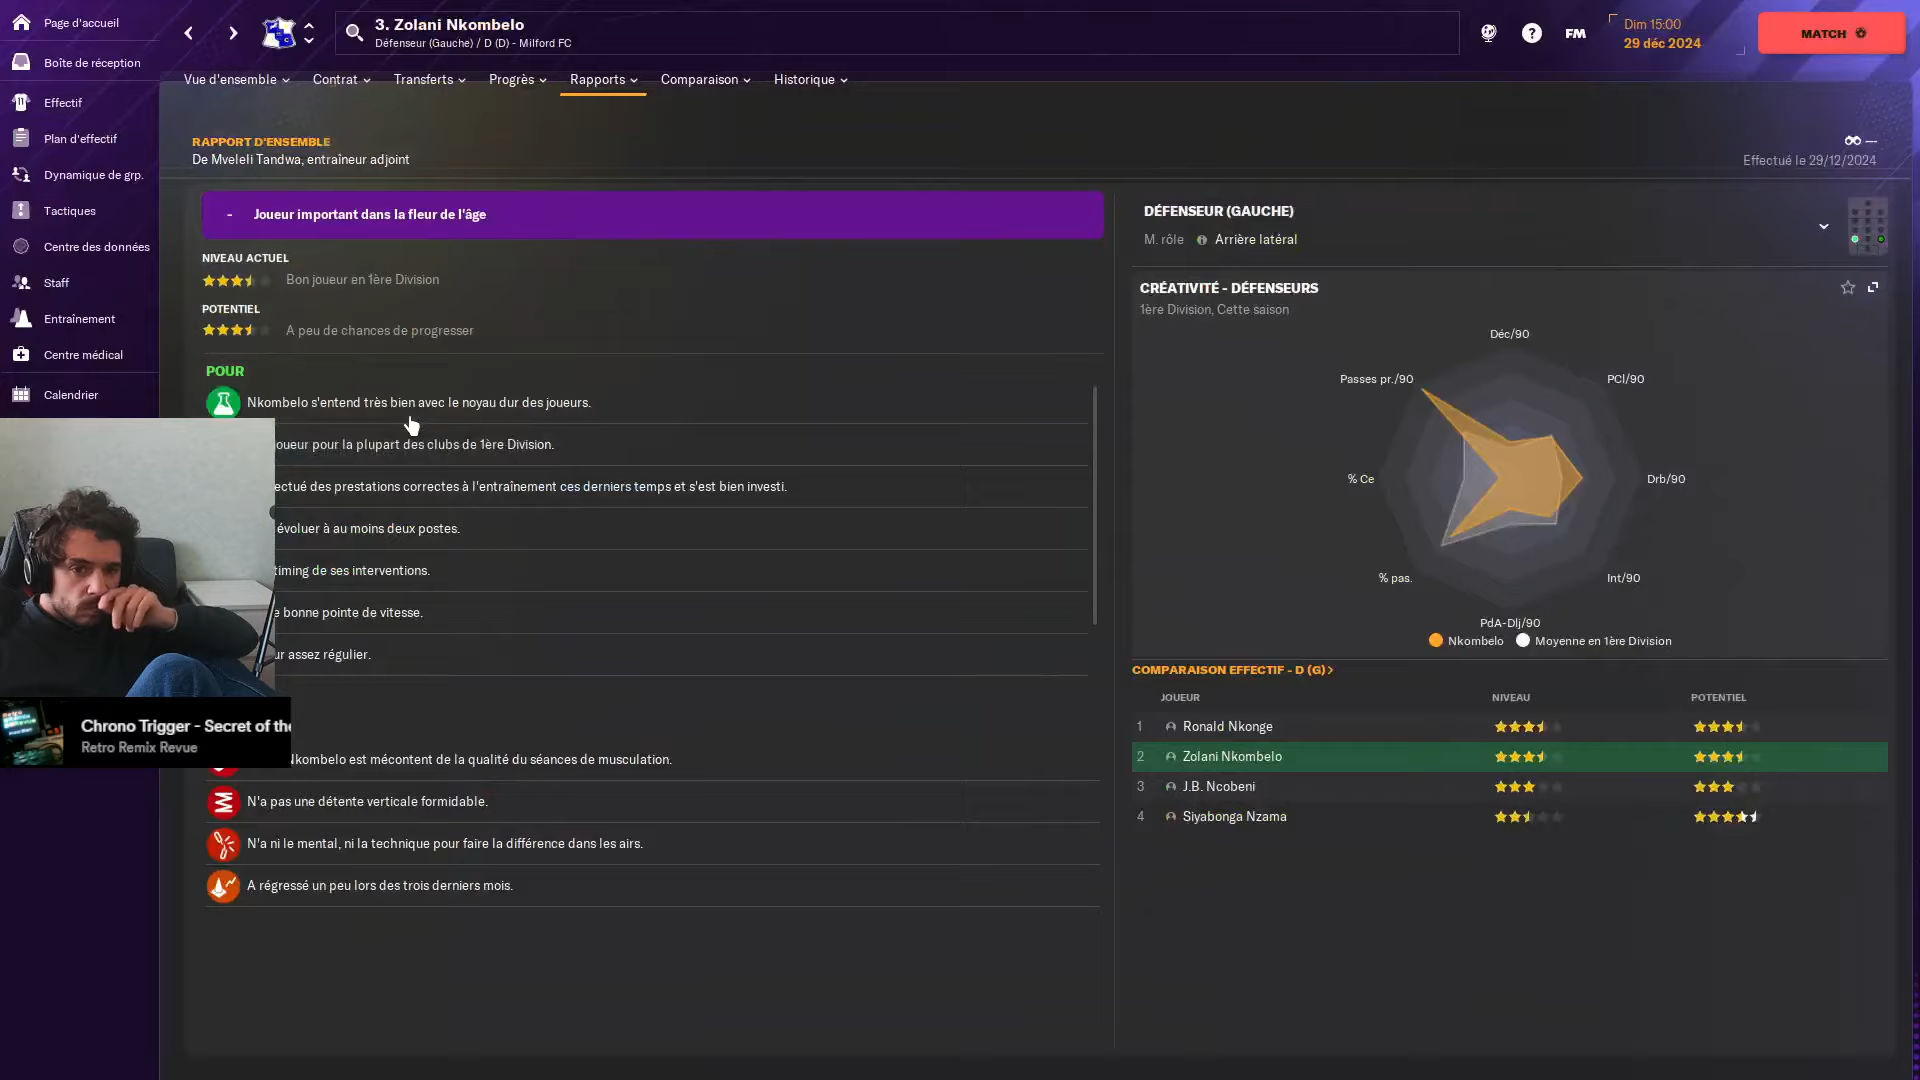 Page d'accueil
3. Zolani Nkombelo
Défenseur (Gauche) / D (D) - Milford FC
FM
Dim 15:00
29 déc 2024
MATCH
Boîte de réception
Effectif
Plan d'effectif
Dynamique de grp.
Tactiques
Centre des données
Staff
Entraînement
Centre médical
Calendrier
Vue d'ensemble
Contrat
Transferts
Progrès
Rapports
Comparaison
Historique
RAPPORT D'ENSEMBLE
De Mveleli Tandwa, entraîneur adjoint
Effectué le 29/12/2024
- Joueur important dans la fleur de l'âge
NIVEAU ACTUEL
Bon joueur en 1ère Division
POTENTIEL
A peu de chances de progresser
POUR
Nkombelo s'entend très bien avec le noyau dur des joueurs.
joueur pour la plupart des clubs de 1ère Division.
ectué des prestations correctes à l'entraînement ces derniers temps et s'est bien investi.
évoluer à au moins deux postes.
timing de ses interventions.
e bonne pointe de vitesse.
ur assez régulier.
Nkombelo est mécontent de la qualité du séances de musculation.
N'a pas une détente verticale formidable.
N'a ni le mental, ni la technique pour faire la différence dans les airs.
A régressé un peu lors des trois derniers mois.
Chrono Trigger - Secret of the
Retro Remix Revue
DÉFENSEUR (GAUCHE)
M. rôle Arrière latéral
CRÉATIVITÉ - DÉFENSEURS
1ère Division, Cette saison
Déc/90
Passes pr./90
PCl/90
% Ce
Drb/90
% pas.
Int/90
PdA-Dlj/90
Nkombelo
Moyenne en 1ère Division
COMPARAISON EFFECTIF - D (G)>
JOUEUR NIVEAU POTENTIEL
1 Ronald Nkonge
2 Zolani Nkombelo
3 J.B. Ncobeni
4 Siyabonga Nzama